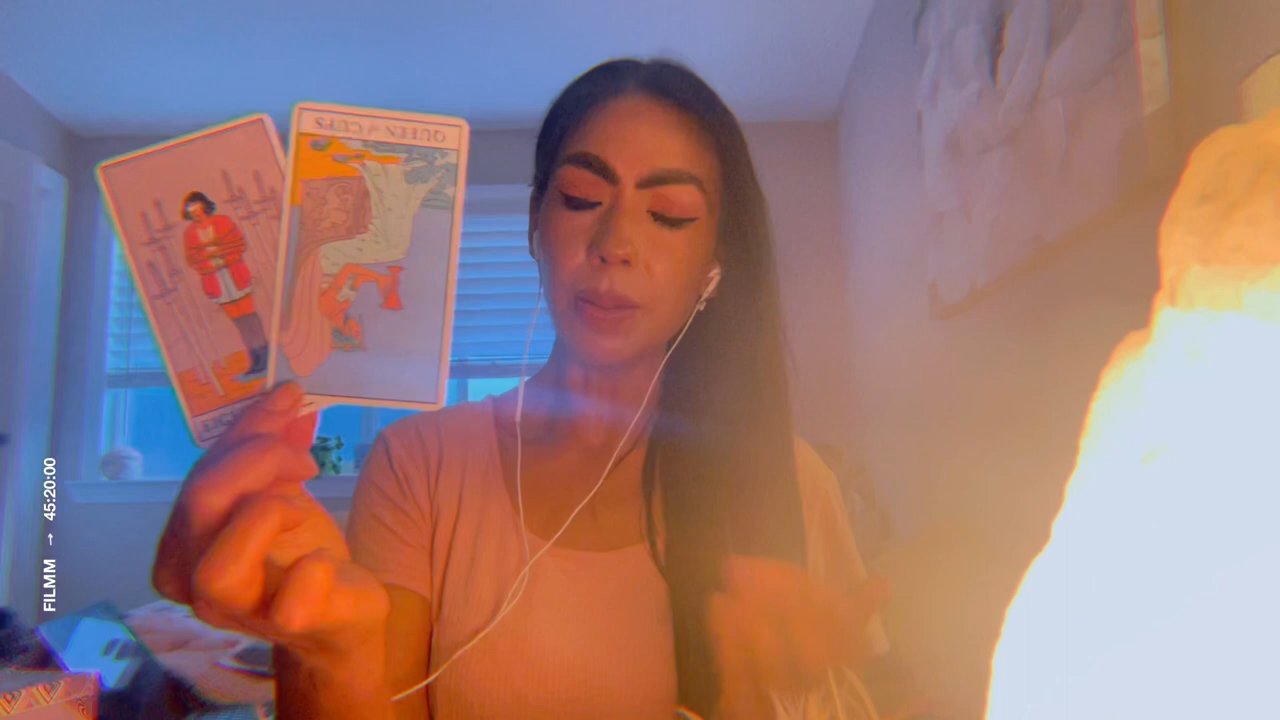 QUEEN of CUPS
FILMM → 45:20:00